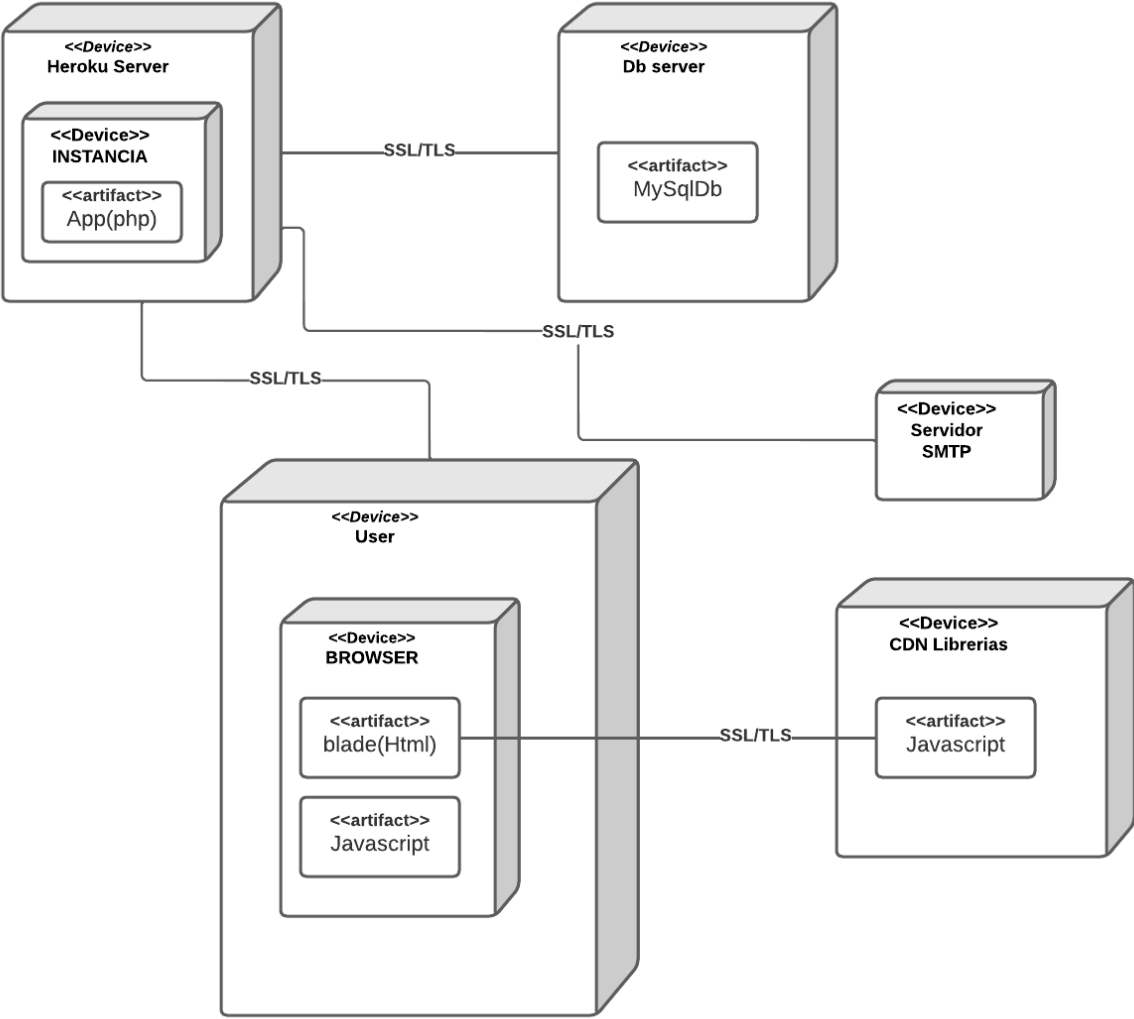 <<Device>>
Heroku Server
<<Device>>
INSTANCIA
<<artifact>>
App(php)
SSL/TLS
<<Device>>
Db server
<<artifact>>
MySqlDb
SSL/TLS
SSL/TLS
<<Device>>
Servidor
SMTP
<<Device>>
User
<<Device>>
BROWSER
<<artifact>>
blade(Html)
<<artifact>>
Javascript
SSL/TLS
<<Device>>
CDN Librerias
<<artifact>>
Javascript